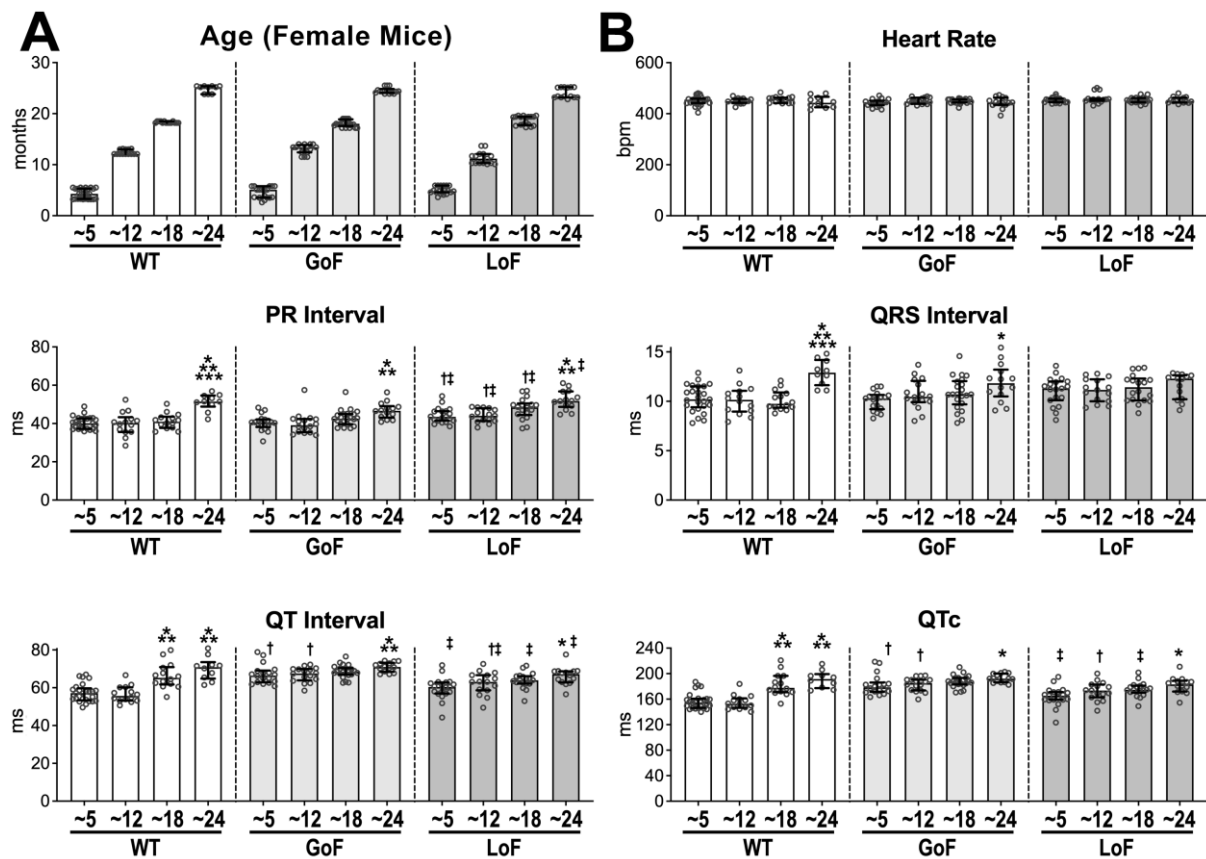 A
Age (Female Mice)
30
20
10
0
months
~5 ~12 ~18 ~24 ~5 ~12 ~18 ~24 ~5 ~12 ~18 ~24
WT GoF LoF
B
Heart Rate
600
400
200
0
bpm
~5 ~12 ~18 ~24 ~5 ~12 ~18 ~24 ~5 ~12 ~18 ~24
WT GoF LoF
PR Interval
80
60
40
20
0
ms
*
**
***
*
**
†‡
†‡
†‡
*
** ‡
~5 ~12 ~18 ~24 ~5 ~12 ~18 ~24 ~5 ~12 ~18 ~24
WT GoF LoF
QRS Interval
15
10
5
0
ms
*
**
***
*
~5 ~12 ~18 ~24 ~5 ~12 ~18 ~24 ~5 ~12 ~18 ~24
WT GoF LoF
QT Interval
80
60
40
20
0
ms
*
**
*
**
†
†
*
**
‡
†‡
‡
* ‡
~5 ~12 ~18 ~24 ~5 ~12 ~18 ~24 ~5 ~12 ~18 ~24
WT GoF LoF
QTc
240
200
160
120
80
40
0
ms
*
**
*
**
†
†
*
‡
†
‡
*
~5 ~12 ~18 ~24 ~5 ~12 ~18 ~24 ~5 ~12 ~18 ~24
WT GoF LoF